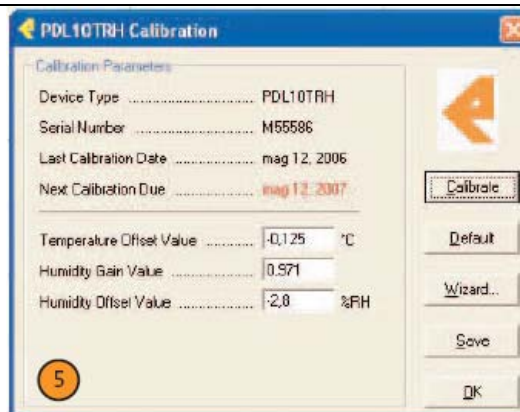 PDL10TRH Calibration
Calibration Parameters
Device Type .......................... PDL10TRH
Serial Number ...................... M55586
Last Calibration Date ................ mag 12, 2006
Next Calibration Due ................. mag 12, 2007
Temperature Offset Value ........... -0,125 °C
Humidity Gain Value .................. 0.971
Humidity Offset Value ................ -2,8 %RH
Calibrate
Default
Wizard...
Save
OK
5